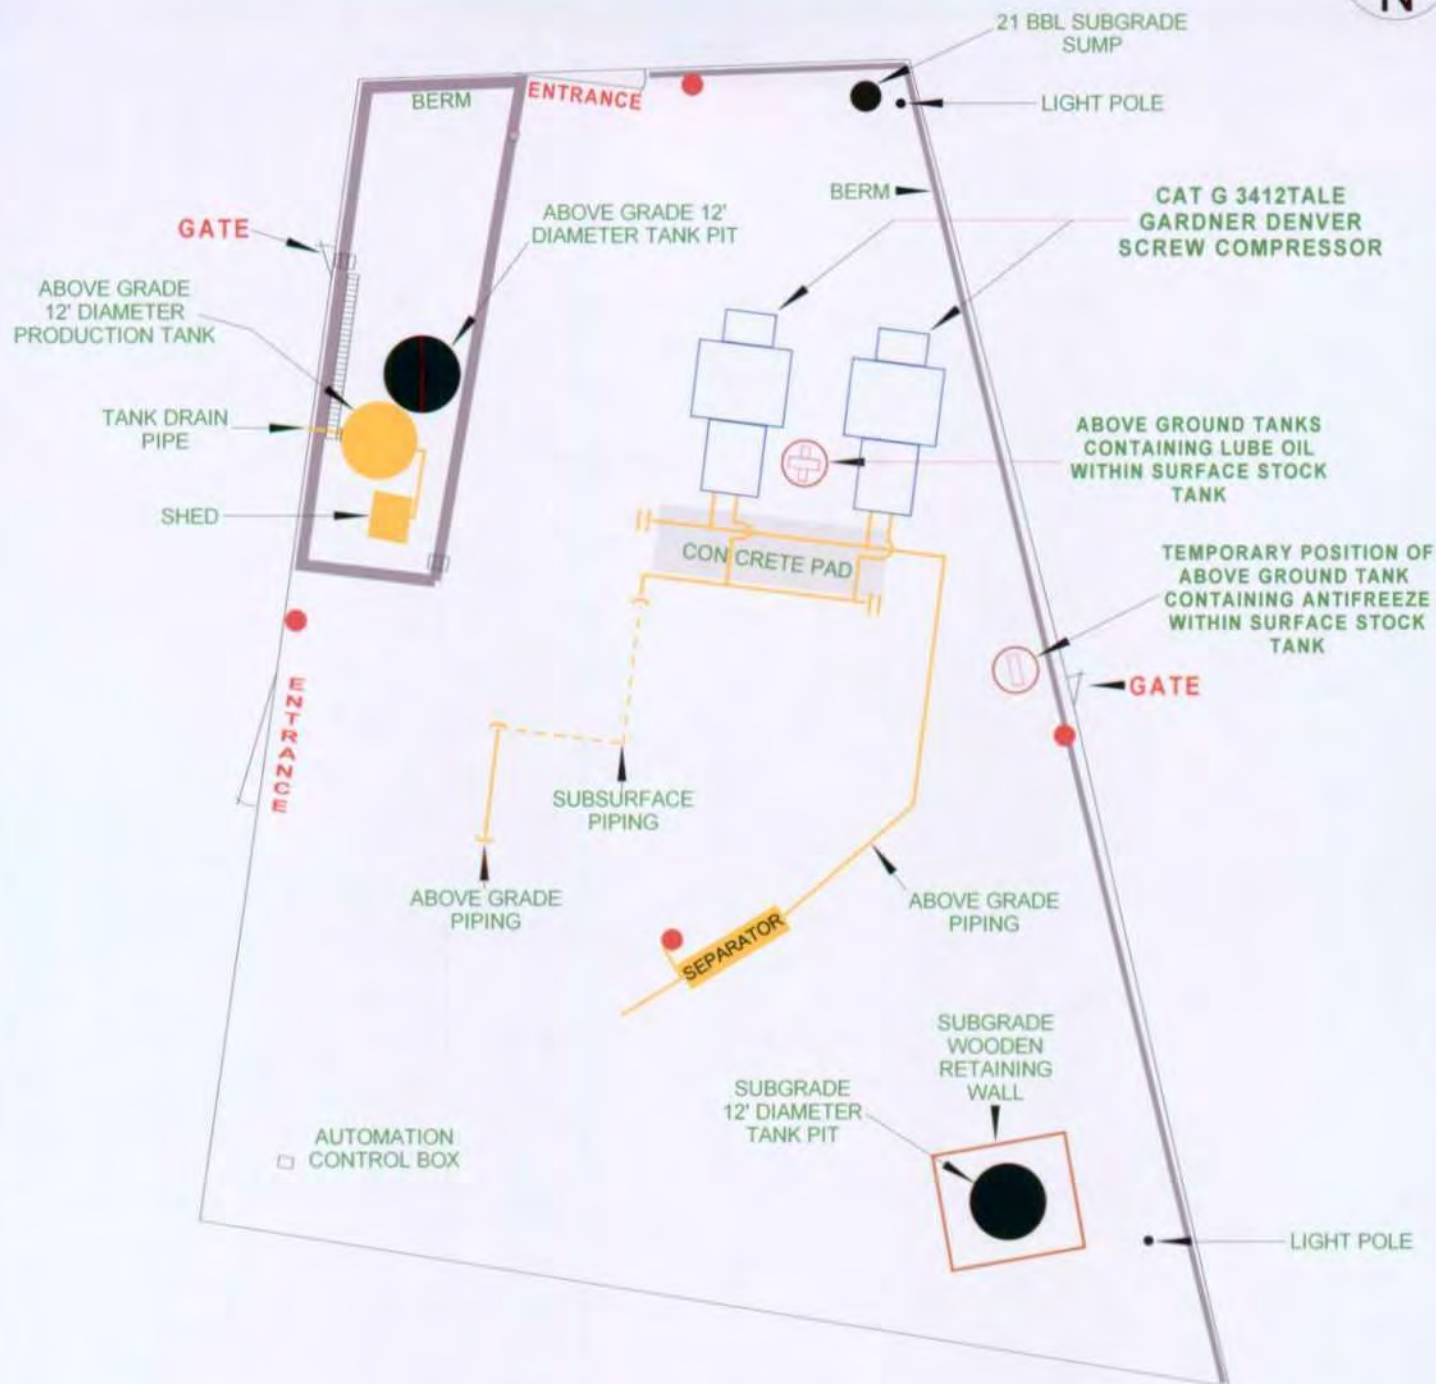 N
21 BBL SUBGRADE
SUMP
BERM
ENTRANCE
LIGHT POLE
BERM
CAT G 3412TALE
GARDNER DENVER
SCREW COMPRESSOR
GATE
ABOVE GRADE 12'
DIAMETER TANK PIT
ABOVE GRADE
12' DIAMETER
PRODUCTION TANK
TANK DRAIN
PIPE
ABOVE GROUND TANKS
CONTAINING LUBE OIL
WITHIN SURFACE STOCK
TANK
SHED
CONCRETE PAD
TEMPORARY POSITION OF
ABOVE GROUND TANK
CONTAINING ANTIFREEZE
WITHIN SURFACE STOCK
TANK
GATE
ENTRANCE
SUBSURFACE
PIPING
ABOVE GRADE
PIPING
ABOVE GRADE
PIPING
SEPARATOR
SUBGRADE
WOODEN
RETAINING
WALL
SUBGRADE
12' DIAMETER
TANK PIT
AUTOMATION
CONTROL BOX
LIGHT POLE